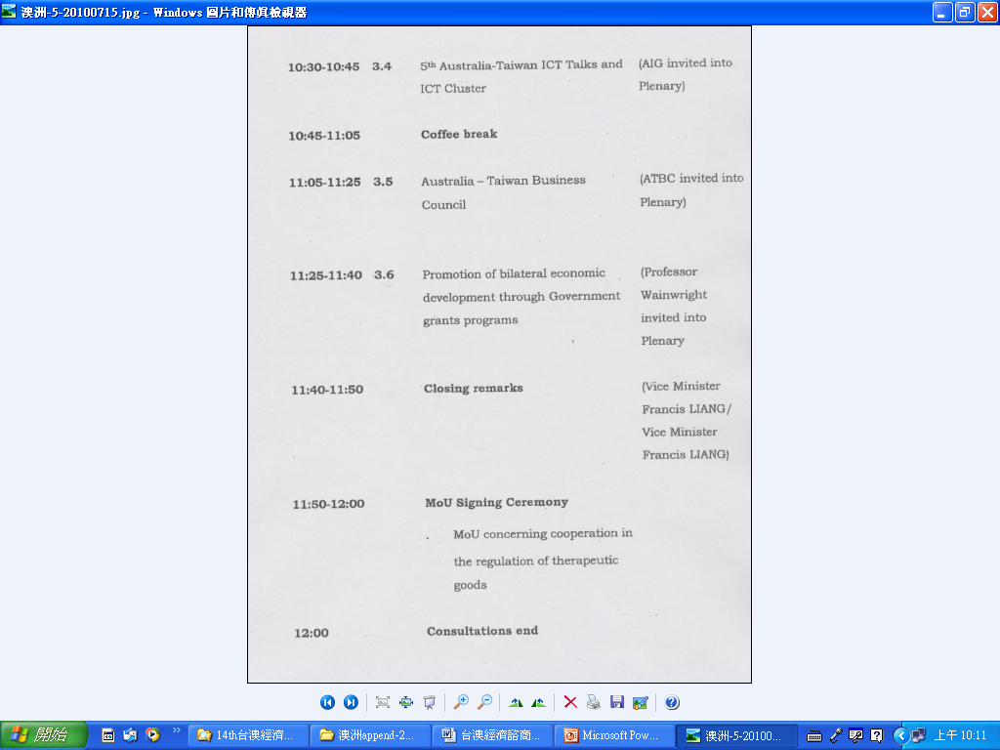 澳洲-5-20100715.jpg - Windows 圖片和傳真檢視器
10:30-10:45 3.4 5th Australia-Taiwan ICT Talks and (AIG invited into
ICT Cluster Plenary)
10:45-11:05 Coffee break
11:05-11:25 3.5 Australia – Taiwan Business (ATBC invited into
Council Plenary)
11:25-11:40 3.6 Promotion of bilateral economic (Professor
development through Government Wainwright
grants programs invited into
Plenary
11:40-11:50 Closing remarks (Vice Minister
Francis LIANG/
Vice Minister
Francis LIANG)
11:50-12:00 MoU Signing Ceremony
. MoU concerning cooperation in
the regulation of therapeutic
goods
12:00 Consultations end
開始 14th台澳經濟... 澳洲append-2... 台澳經濟諮商... Microsoft Pow... 澳洲-5-20100... 上午 10:11